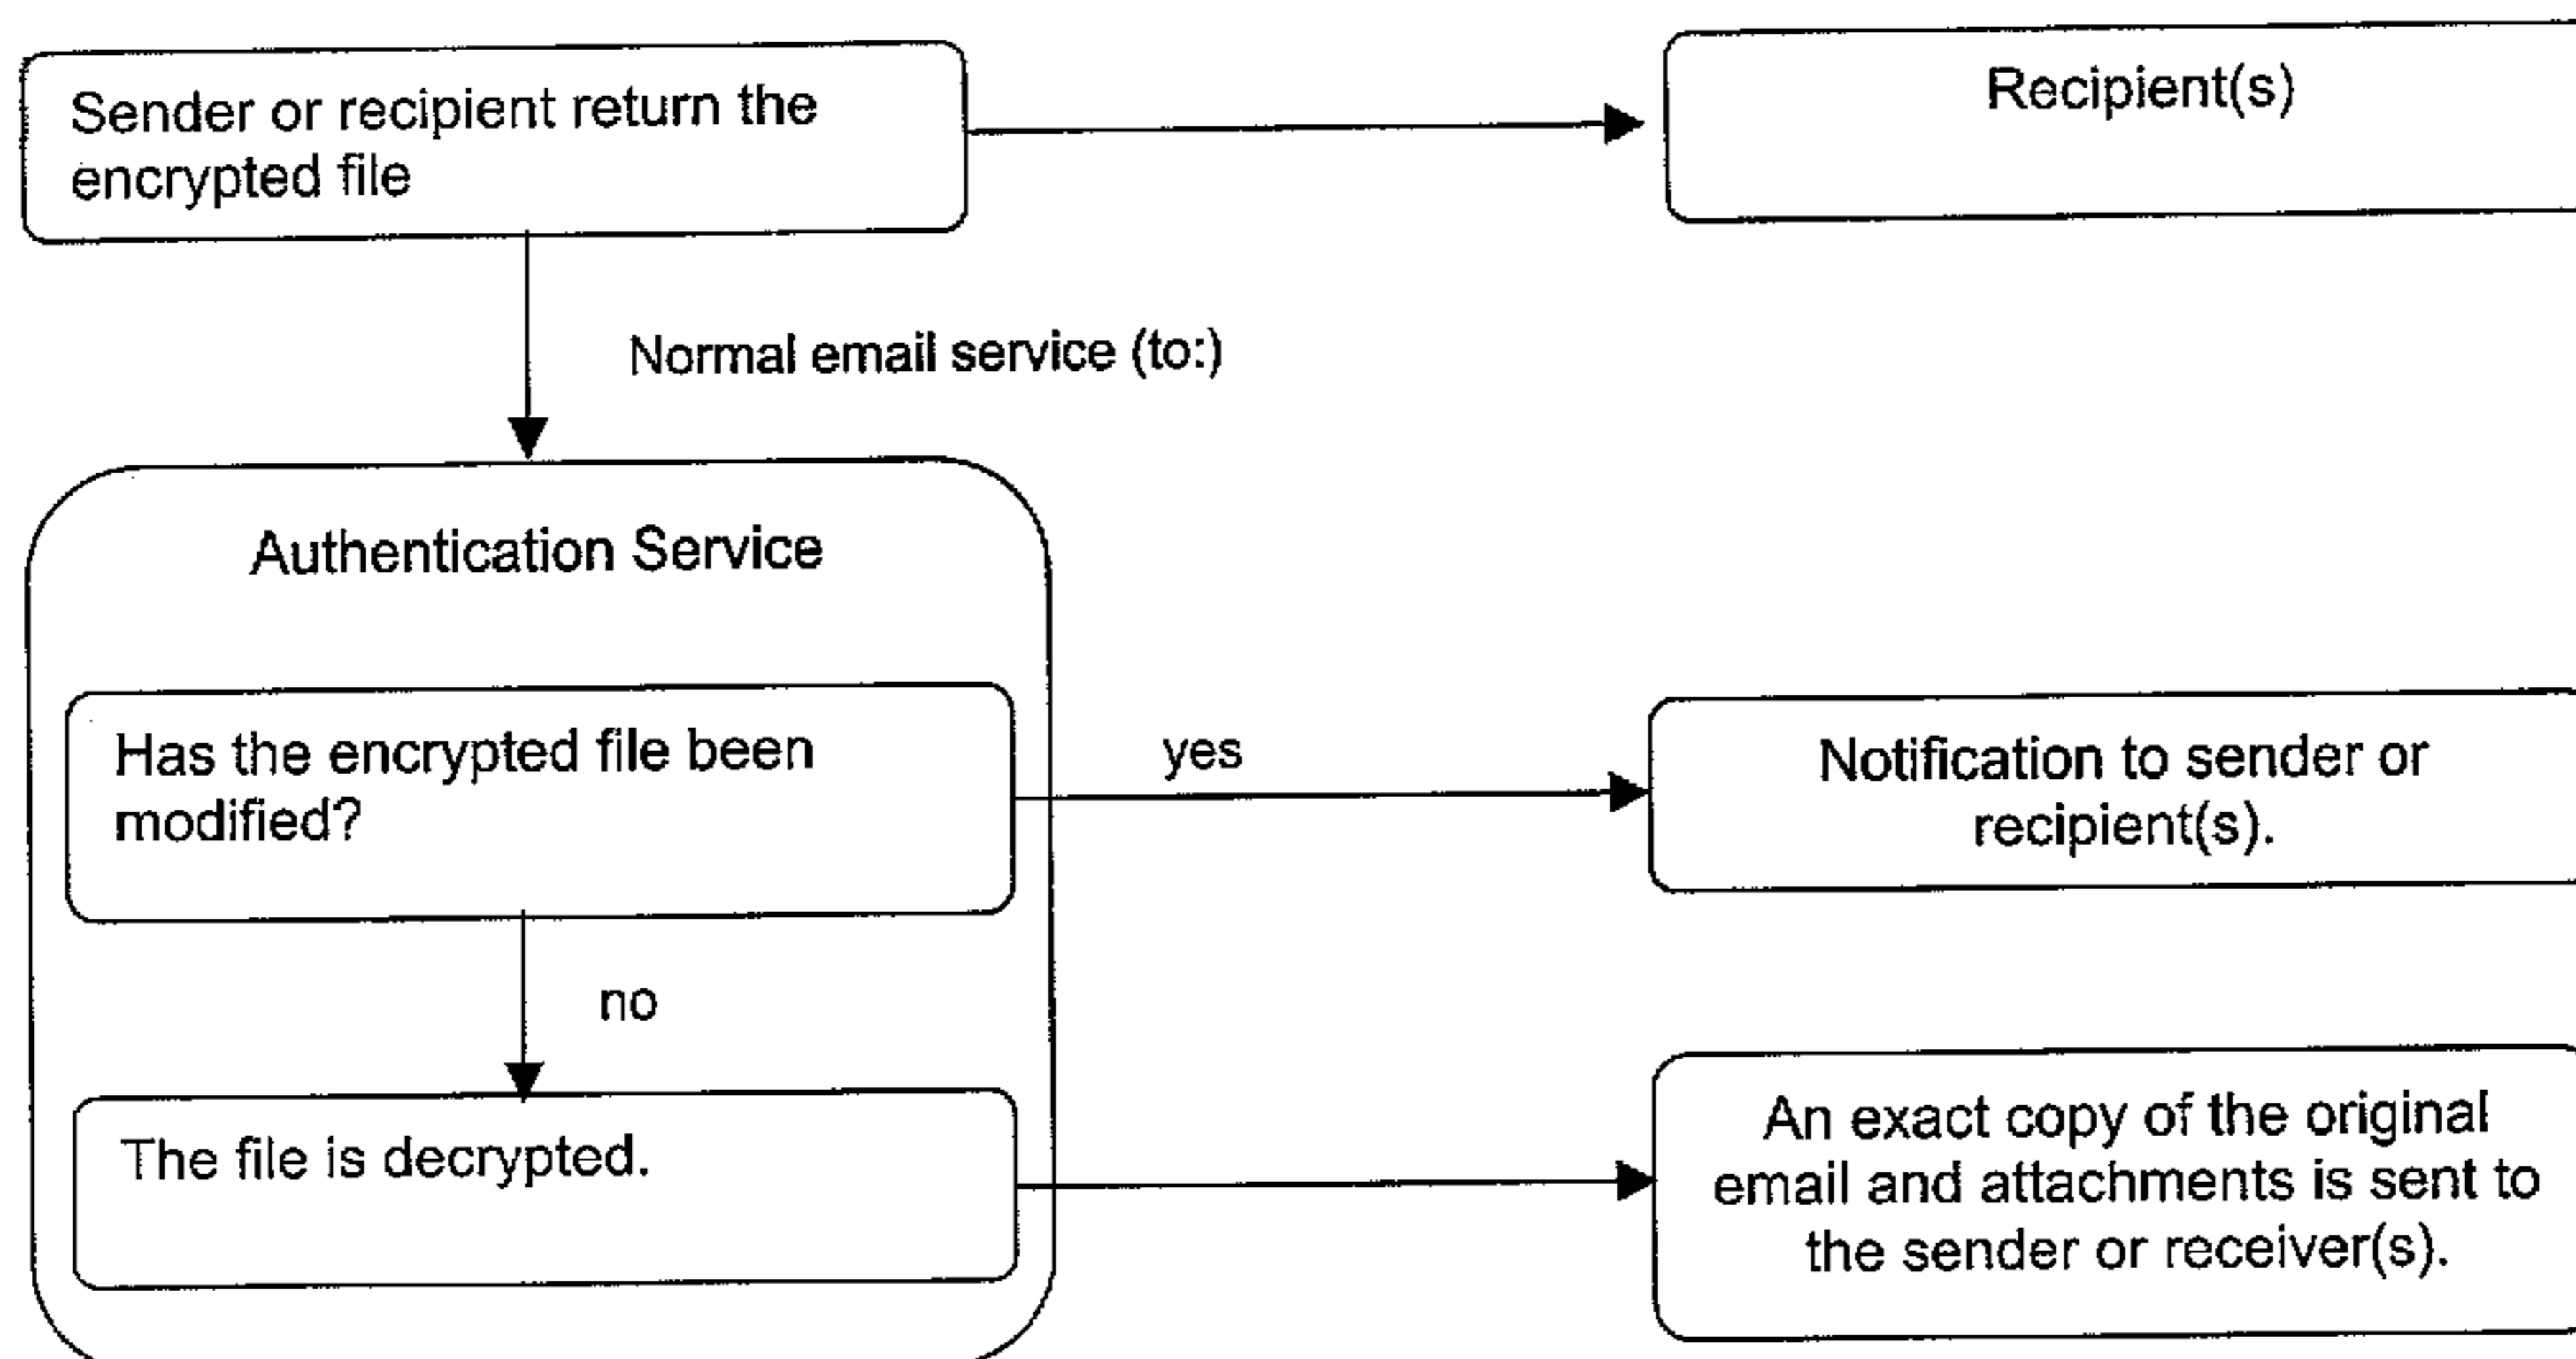 Sender or recipient return the
encrypted file
Recipient(s)
Normal email service (to:)
Authentication Service
Has the encrypted file been
modified?
yes
Notification to sender or
recipient(s).
no
The file is decrypted.
An exact copy of the original
email and attachments is sent to
the sender or receiver(s).